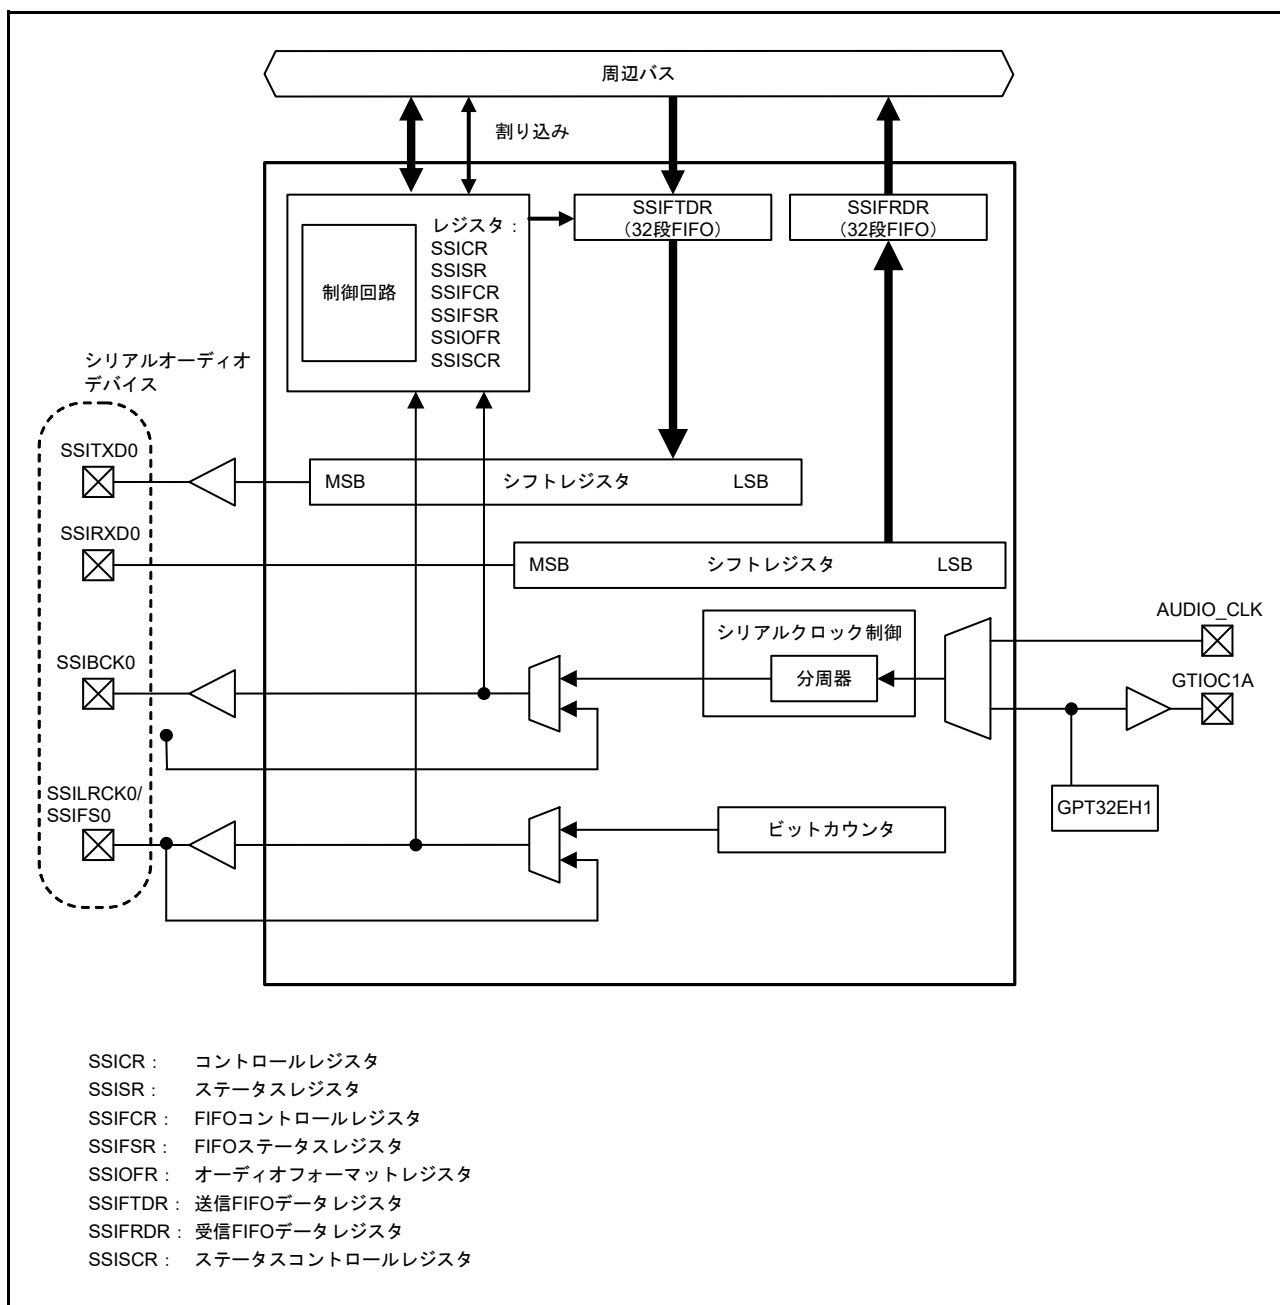 周辺バス
割り込み
SSIFTDR
（32段FIFO）
SSIFRDR
（32段FIFO）
制御回路
レジスタ：
SSICR
SSISR
SSIFCR
SSIFSR
SSIOFR
SSISCR
シリアルオーディオ
デバイス
SSITXD0
MSB シフトレジスタ LSB
SSIRXD0
MSB シフトレジスタ LSB
シリアルクロック制御
分周器
AUDIO_CLK
SSIBCK0
GTIOC1A
SSILRCK0/
SSIFS0
ビットカウンタ
GPT32EH1
SSICR： コントロールレジスタ
SSISR： ステータスレジスタ
SSIFCR： FIFOコントロールレジスタ
SSIFSR： FIFOステータスレジスタ
SSIOFR： オーディオフォーマットレジスタ
SSIFTDR： 送信FIFOデータレジスタ
SSIFRDR： 受信FIFOデータレジスタ
SSISCR： ステータスコントロールレジスタ